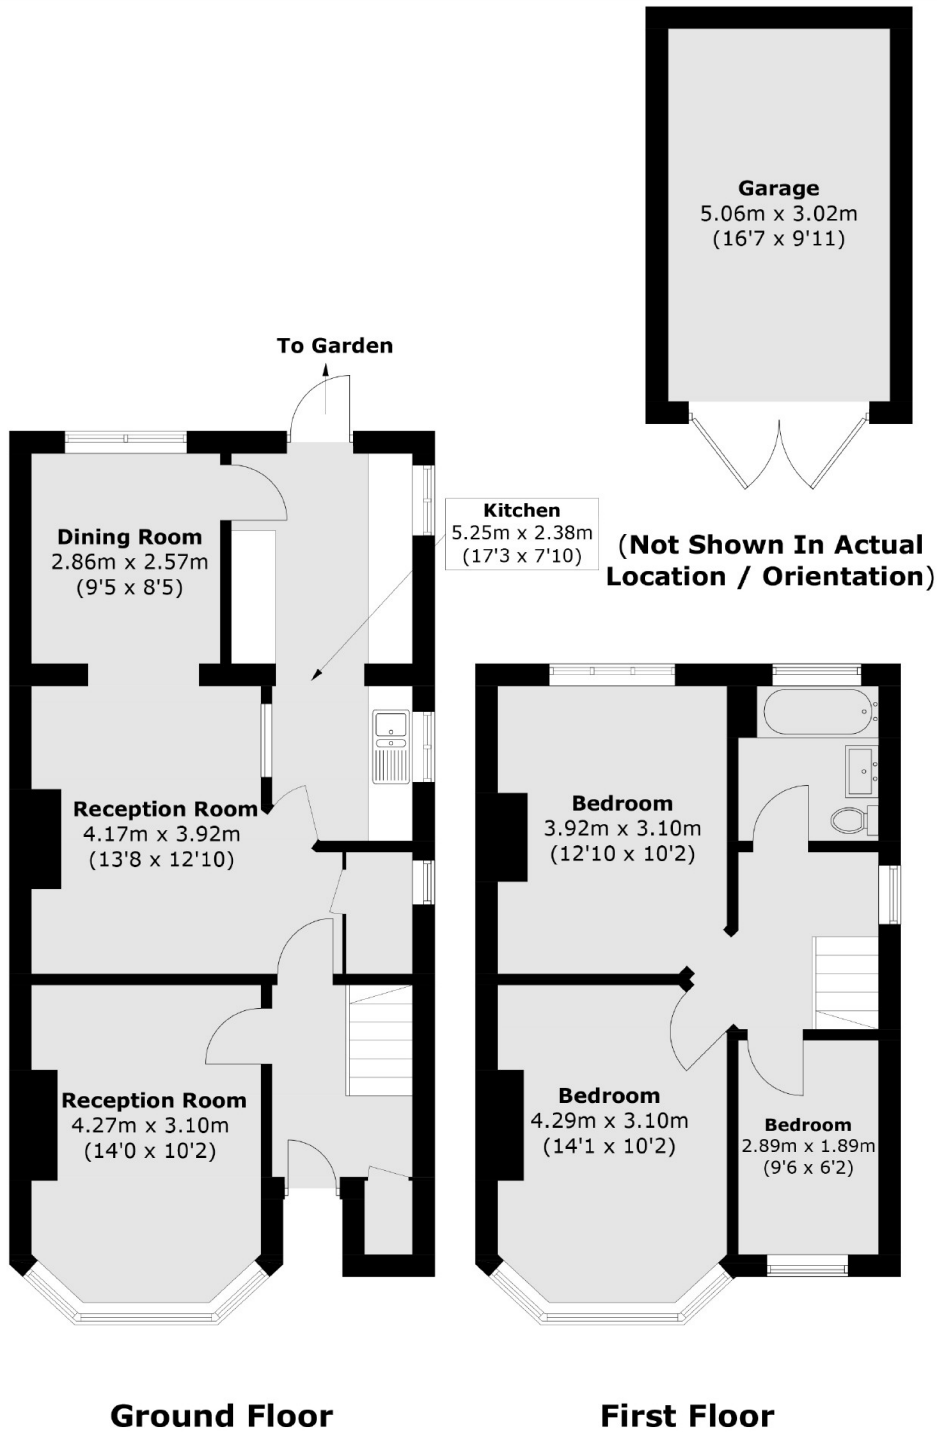 Garage
5.06m x 3.02m
(16'7 x 9'11)
To Garden
Kitchen
5.25m x 2.38m
(17'3 x 7'10)
(Not Shown In Actual
Location / Orientation)
Dining Room
2.86m x 2.57m
(9'5 x 8'5)
Reception Room
4.17m x 3.92m
(13'8 x 12'10)
Reception Room
4.27m x 3.10m
(14'0 x 10'2)
Bedroom
3.92m x 3.10m
(12'10 x 10'2)
Bedroom
4.29m x 3.10m
(14'1 x 10'2)
Bedroom
2.89m x 1.89m
(9'6 x 6'2)
Ground Floor
First Floor